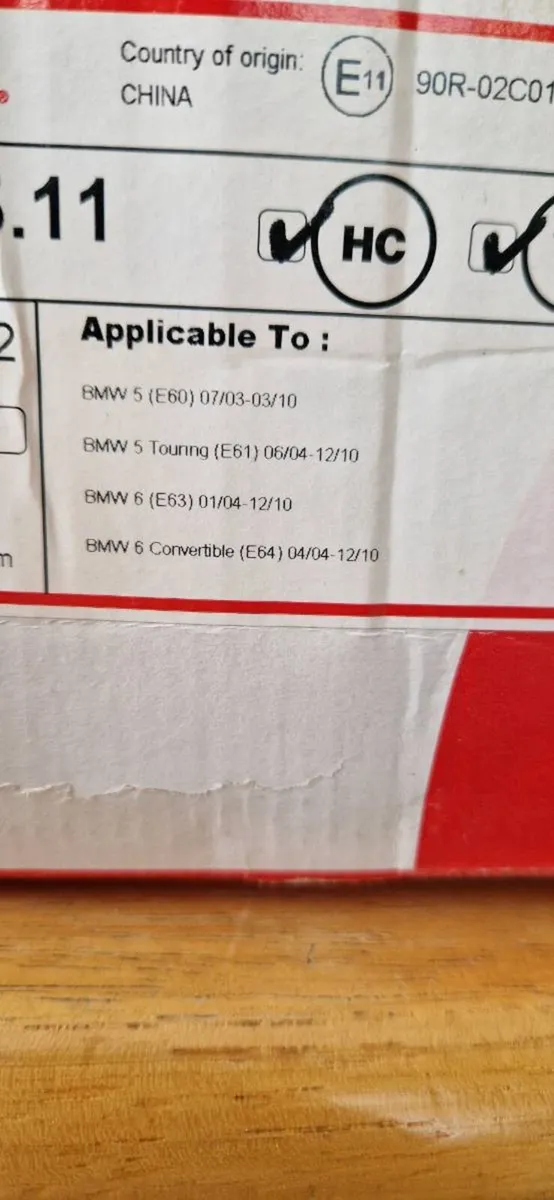 Country of origin:
CHINA
E11 90R-02C01
.11
HC
2
Applicable To :
BMW 5 (E60) 07/03-03/10
BMW 5 Touring (E61) 06/04-12/10
BMW 6 (E63) 01/04-12/10
BMW 6 Convertible (E64) 04/04-12/10
m